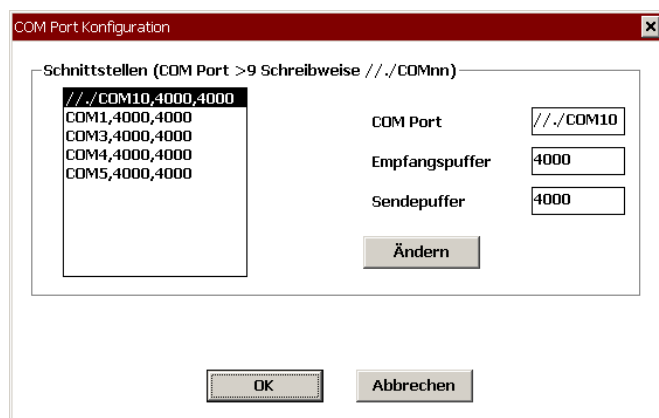 COM Port Konfiguration
Schnittstellen (COM Port >9 Schreibweise //./COMnn)
//./COM10,4000,4000
COM1,4000,4000
COM3,4000,4000
COM4,4000,4000
COM5,4000,4000
COM Port
//./COM10
Empfangspuffer
4000
Sendepuffer
4000
Ändern
OK
Abbrechen